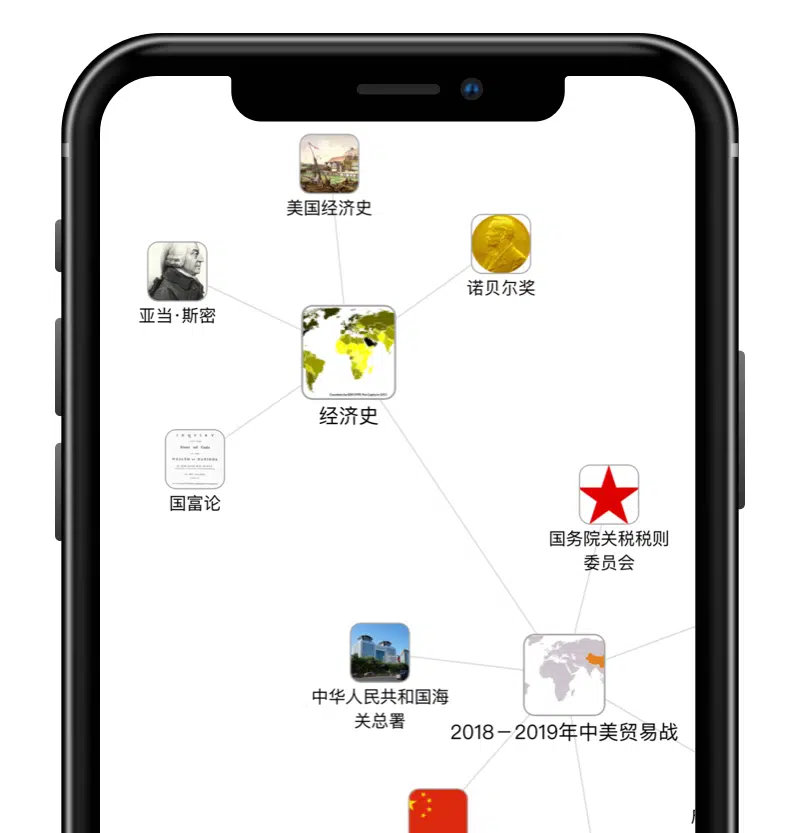 美国经济史
诺贝尔奖
亚当·斯密
经济史
国富论
国务院关税税则
委员会
中华人民共和国海
关总署
2018－2019年中美贸易战